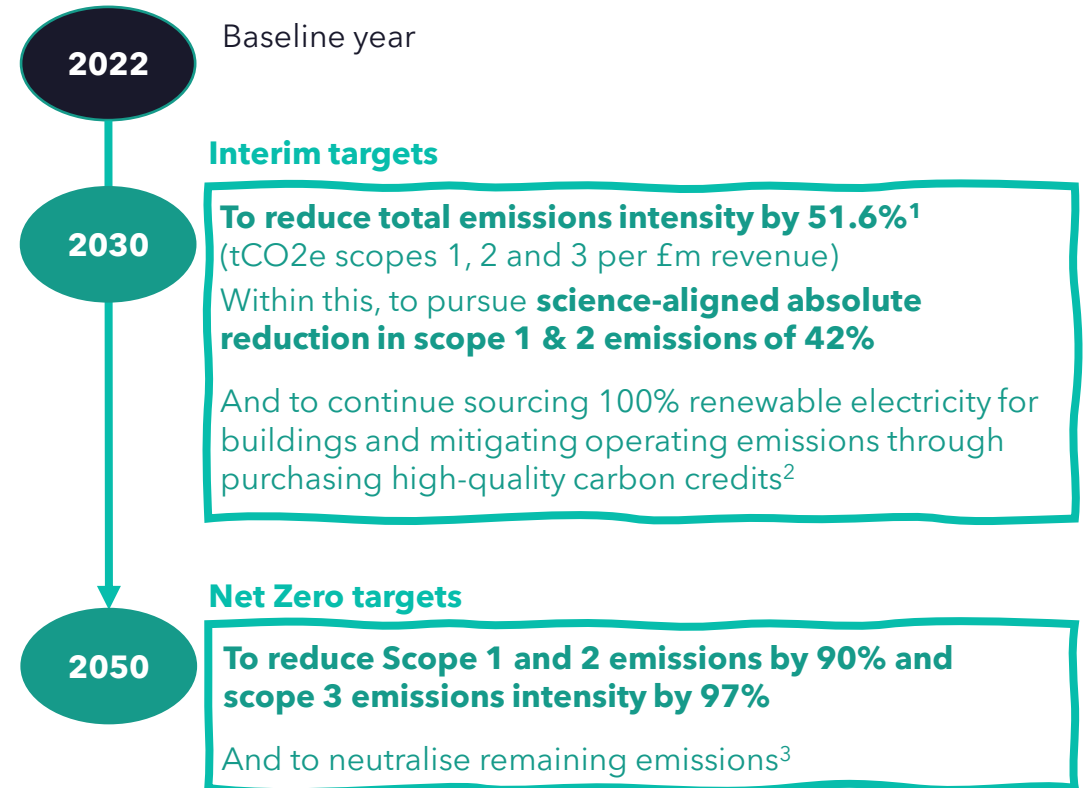 2022
Baseline year
Interim targets
2030
To reduce total emissions intensity by 51.6%¹
(tCO2e scopes 1, 2 and 3 per £m revenue)
Within this, to pursue science-aligned absolute
reduction in scope 1 & 2 emissions of 42%
And to continue sourcing 100% renewable electricity for
buildings and mitigating operating emissions through
purchasing high-quality carbon credits²
Net Zero targets
2050
To reduce Scope 1 and 2 emissions by 90% and
scope 3 emissions intensity by 97%
And to neutralise remaining emissions³